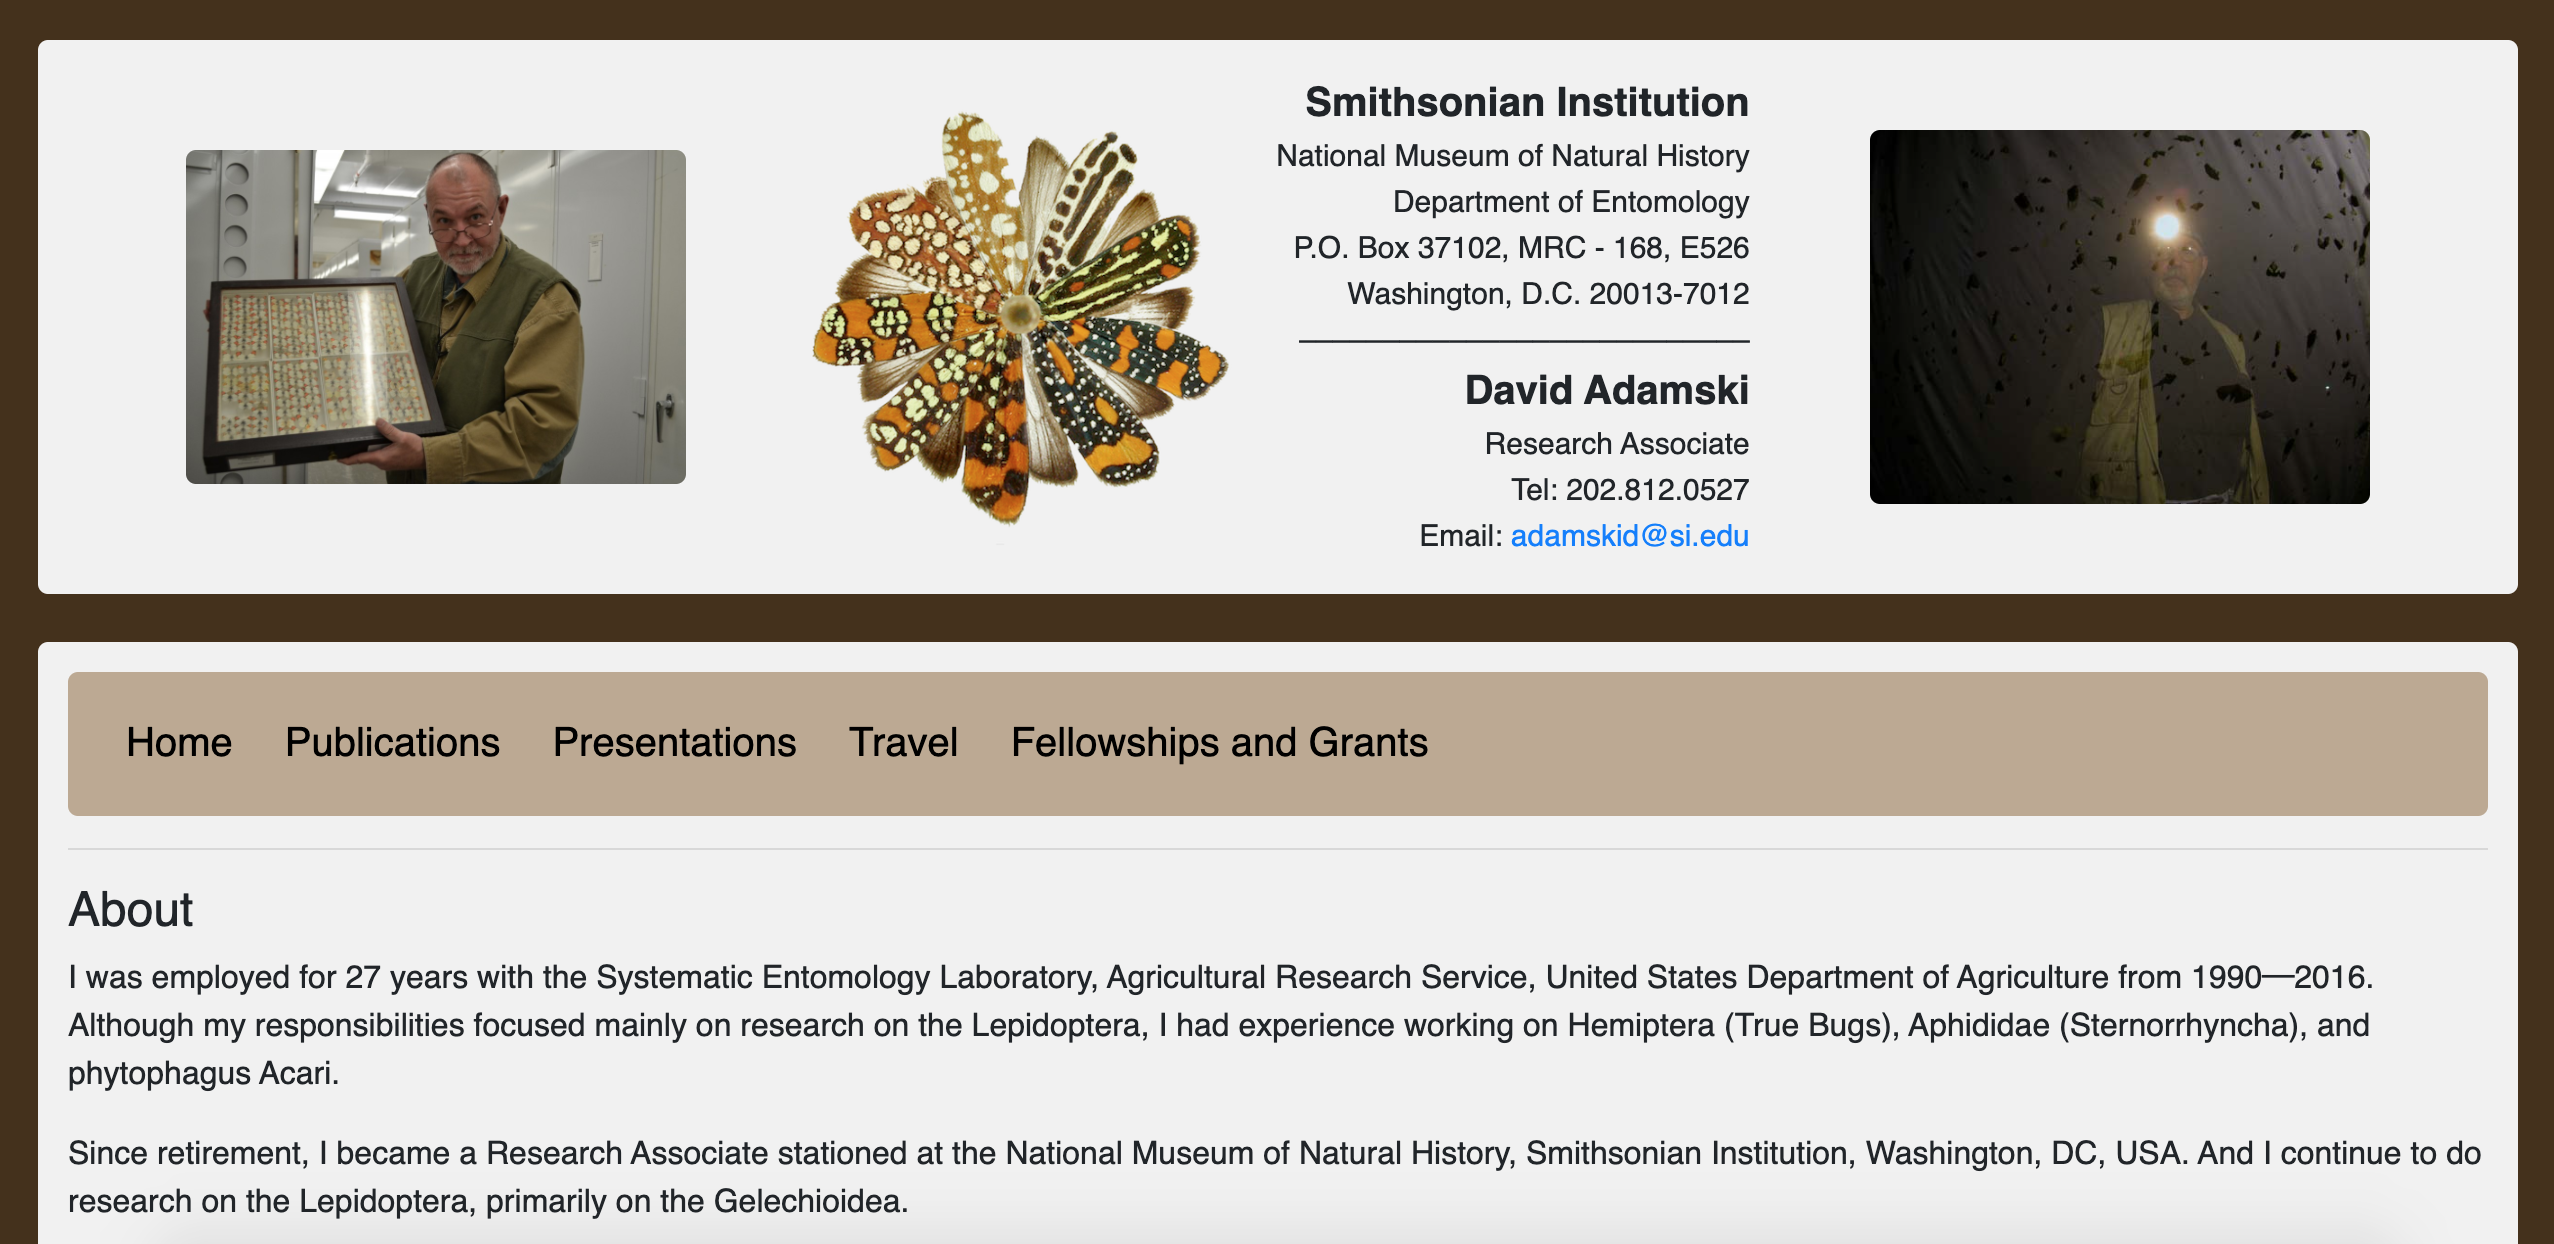 Smithsonian Institution
National Museum of Natural History
Department of Entomology
P.O. Box 37102, MRC - 168, E526
Washington, D.C. 20013-7012
David Adamski
Research Associate
Tel: 202.812.0527
Email: adamskid@si.edu
Home Publications Presentations Travel Fellowships and Grants
About
I was employed for 27 years with the Systematic Entomology Laboratory, Agricultural Research Service, United States Department of Agriculture from 1990—2016.
Although my responsibilities focused mainly on research on the Lepidoptera, I had experience working on Hemiptera (True Bugs), Aphididae (Sternorrhyncha), and
phytophagus Acari.
Since retirement, I became a Research Associate stationed at the National Museum of Natural History, Smithsonian Institution, Washington, DC, USA. And I continue to do
research on the Lepidoptera, primarily on the Gelechioidea.